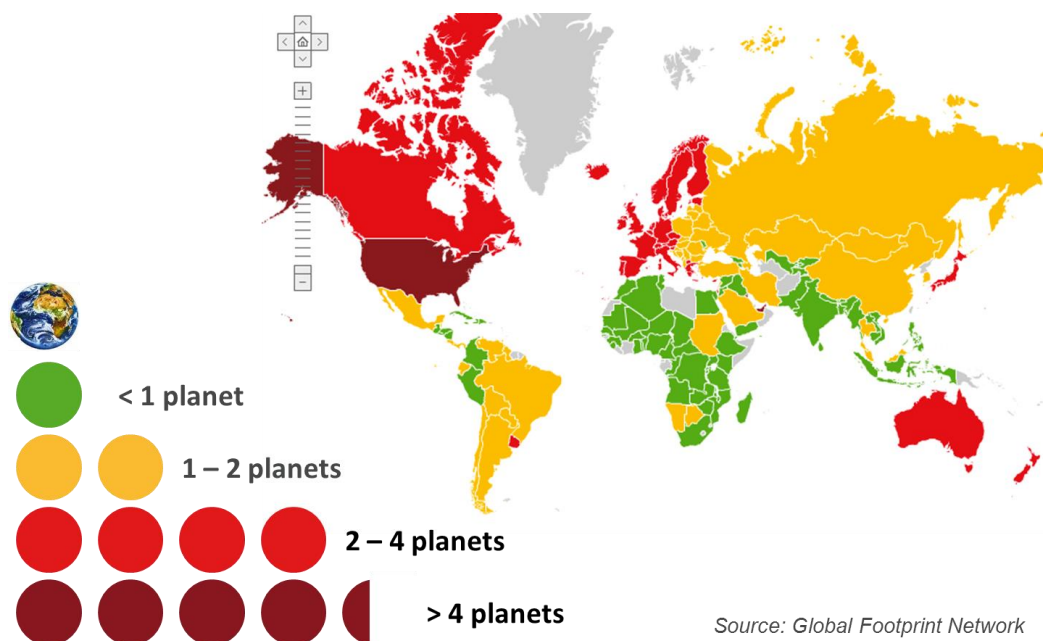 < 1 planet
1 – 2 planets
2 – 4 planets
> 4 planets
Source: Global Footprint Network